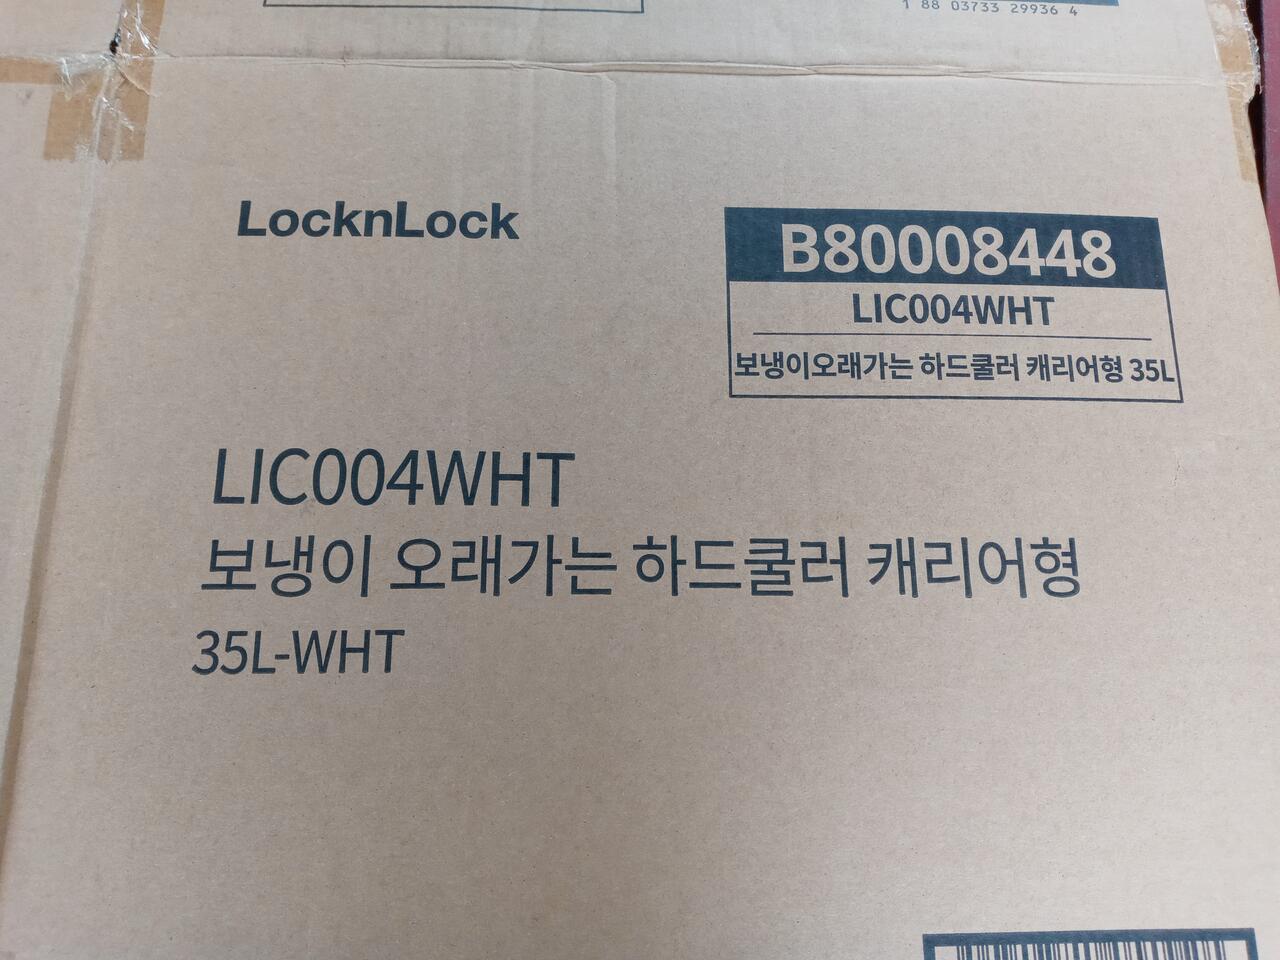 1 88 03733 29936 4
LocknLock
B80008448
LIC004WHT
보냉이오래가는 하드쿨러 캐리어형 35L
LIC004WHT
보냉이 오래가는 하드쿨러 캐리어형
35L-WHT